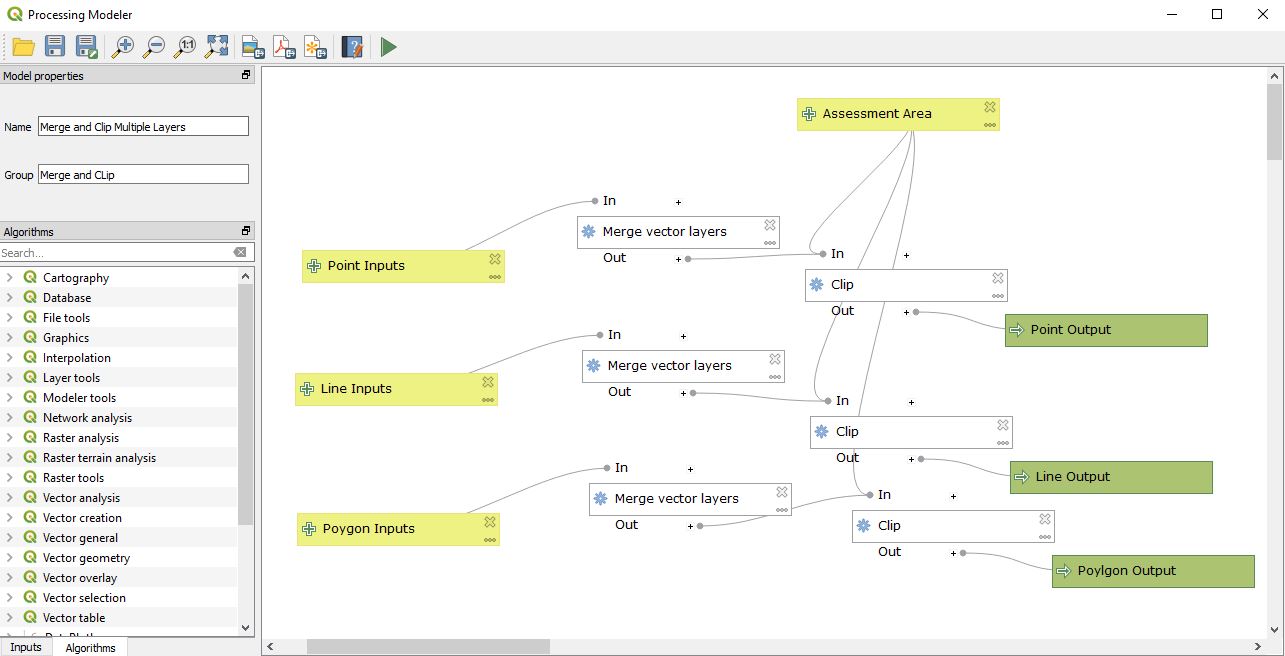 Processing Modeler
1:1
Model properties
Name Merge and Clip Multiple Layers
Group Merge and CLip
Algorithms
Search...
Cartography
Database
File tools
Graphics
Interpolation
Layer tools
Modeler tools
Network analysis
Raster analysis
Raster terrain analysis
Raster tools
Vector analysis
Vector creation
Vector general
Vector geometry
Vector overlay
Vector selection
Vector table
Inputs Algorithms
Assessment Area
In
Merge vector layers
Out
Point Inputs
In
Clip
Out
Point Output
In
Merge vector layers
Out
Line Inputs
In
Clip
Out
Line Output
In
Merge vector layers
Out
Poygon Inputs
In
Clip
Out
Poylgon Output